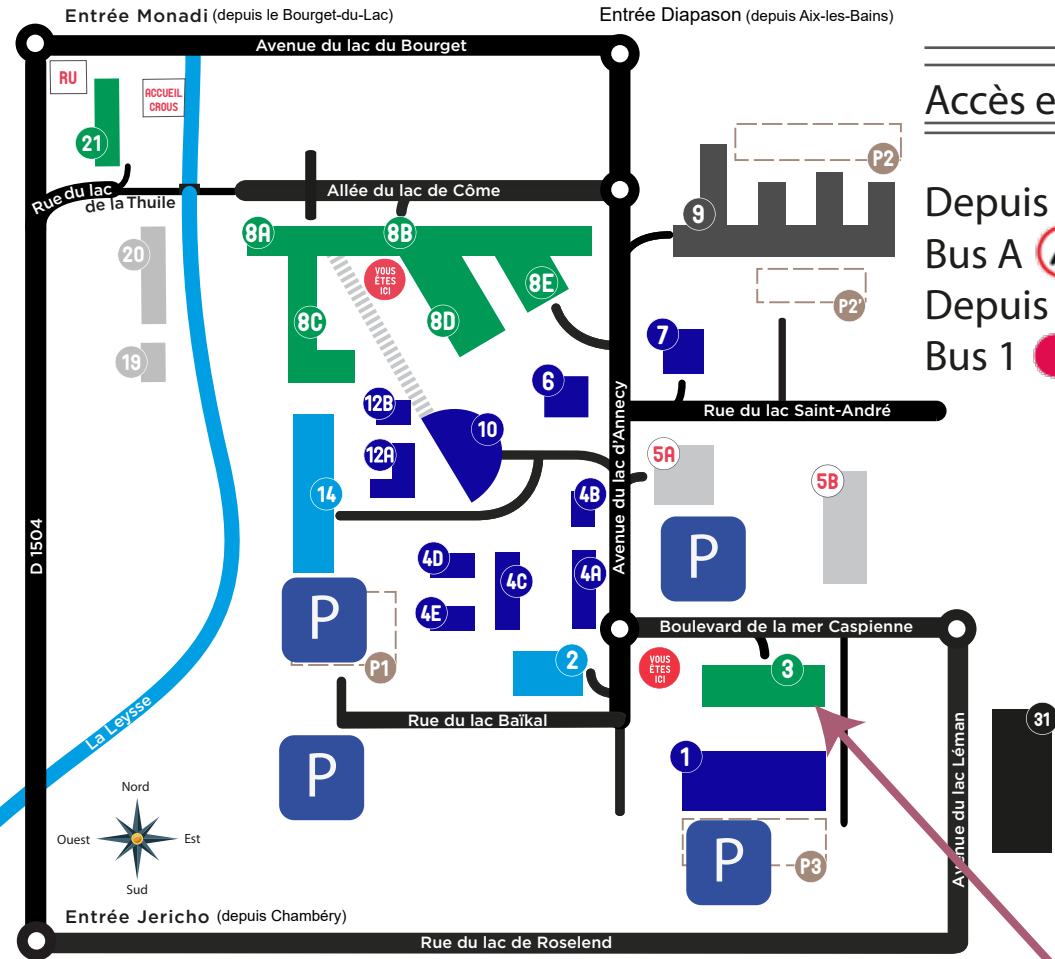 Entrée Monadi (depuis le Bourget-du-Lac)
Entrée Diapason (depuis Aix-les-Bains)
Avenue du lac du Bourget
RU
ACCUEIL
CROUS
21
Accès e
P2
Rue du lac
de la Thuile
Allée du lac de Côme
9
Depuis
Bus A
Depuis
Bus 1
8A
8B
20
VOUS
ÊTES
ICI
8E
P2'
8C
8D
7
19
6
12B
Avenue du lac d'Annecy
Rue du lac Saint-André
10
12A
5A
5B
14
4B
D 1504
P
4D
4C
4A
4E
P
P1
Boulevard de la mer Caspienne
2
VOUS
ÊTES
ICI
3
La Leysse
Rue du lac Baïkal
31
1
P
Avenue du lac Léman
Nord
Ouest
Est
Sud
P
P3
Entrée Jericho (depuis Chambéry)
Rue du lac de Roselend